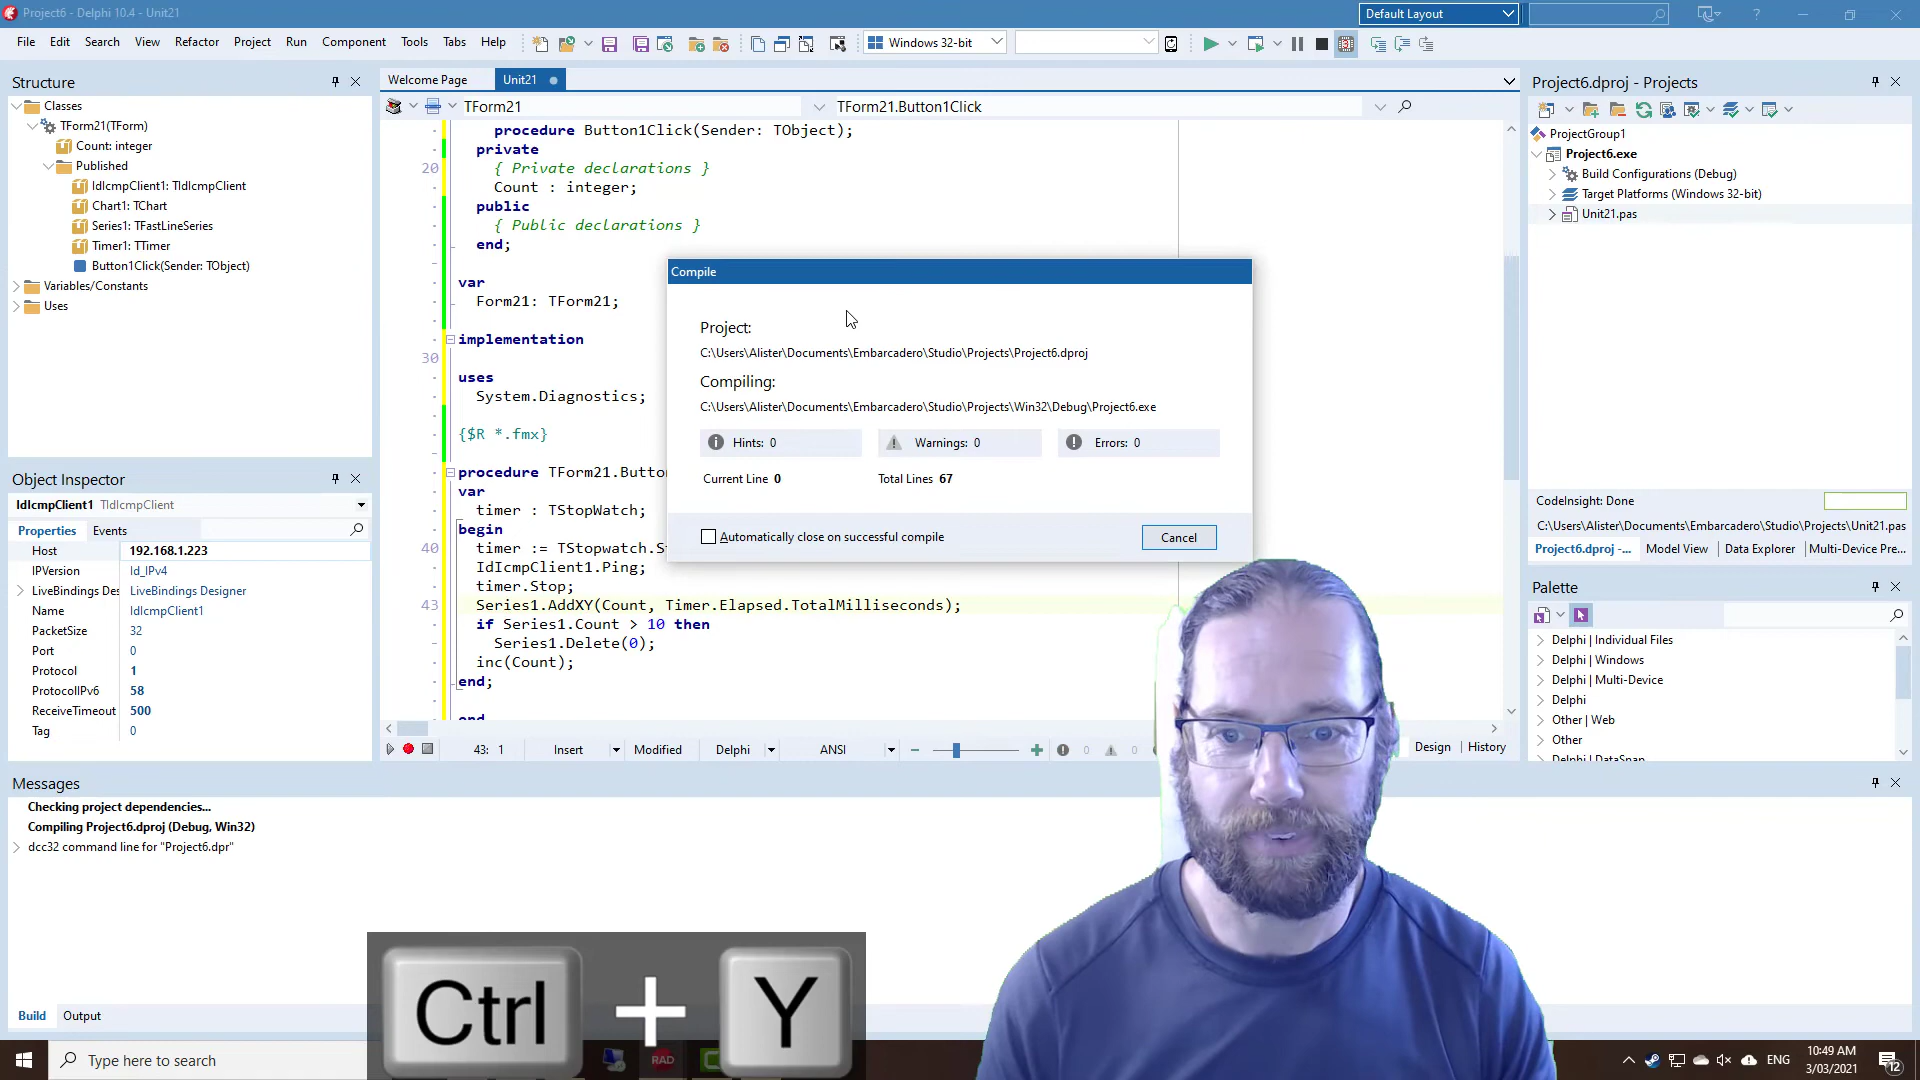 Project6 - Delphi 10.4 - Unit21
Default Layout
File Edit Search View Refactor Project Run Component Tools Tabs Help
Windows 32-bit
Structure
Classes
TForm21(TForm)
Count: integer
Published
IdIcmpClient1: TIdIcmpClient
Chart1: TChart
Series1: TFastLineSeries
Timer1: TTimer
Button1Click(Sender: TObject)
Variables/Constants
Uses
Object Inspector
IdIcmpClient1 TIdIcmpClient
Properties Events
Host 192.168.1.223
IPVersion Id_IPv4
LiveBindings Des LiveBindings Designer
Name IdIcmpClient1
PacketSize 32
Port 0
Protocol 1
ProtocolIPv6 58
ReceiveTimeout 500
Tag 0
Welcome Page Unit21
TForm21 TForm21.Button1Click
procedure Button1Click(Sender: TObject);
private
20 { Private declarations }
Count : integer;
public
{ Public declarations }
end;
var
Form21: TForm21;
implementation
30
uses
System.Diagnostics;
{$R *.fmx}
procedure TForm21.Butto
var
timer : TStopWatch;
begin
40 timer := TStopwatch.St
IdIcmpClient1.Ping;
timer.Stop;
43 Series1.AddXY(Count, Timer.Elapsed.TotalMilliseconds);
if Series1.Count > 10 then
Series1.Delete(0);
inc(Count);
end;
end
43: 1 Insert Modified Delphi ANSI 0 0 Design History
Compile
Project:
C:\Users\Alister\Documents\Embarcadero\Studio\Projects\Project6.dproj
Compiling:
C:\Users\Alister\Documents\Embarcadero\Studio\Projects\Win32\Debug\Project6.exe
Hints: 0 Warnings: 0 Errors: 0
Current Line 0 Total Lines 67
Automatically close on successful compile
Cancel
Project6.dproj - Projects
ProjectGroup1
Project6.exe
Build Configurations (Debug)
Target Platforms (Windows 32-bit)
Unit21.pas
CodeInsight: Done
C:\Users\Alister\Documents\Embarcadero\Studio\Projects\Unit21.pas
Project6.dproj -... Model View Data Explorer Multi-Device Pre...
Palette
Delphi | Individual Files
Delphi | Windows
Delphi | Multi-Device
Delphi
Other | Web
Other
Delphi | DataSnap
Messages
Checking project dependencies...
Compiling Project6.dproj (Debug, Win32)
dcc32 command line for "Project6.dpr"
Build Output
Ctrl + Y
Type here to search
RAD
ENG
10:49 AM
3/03/2021
12